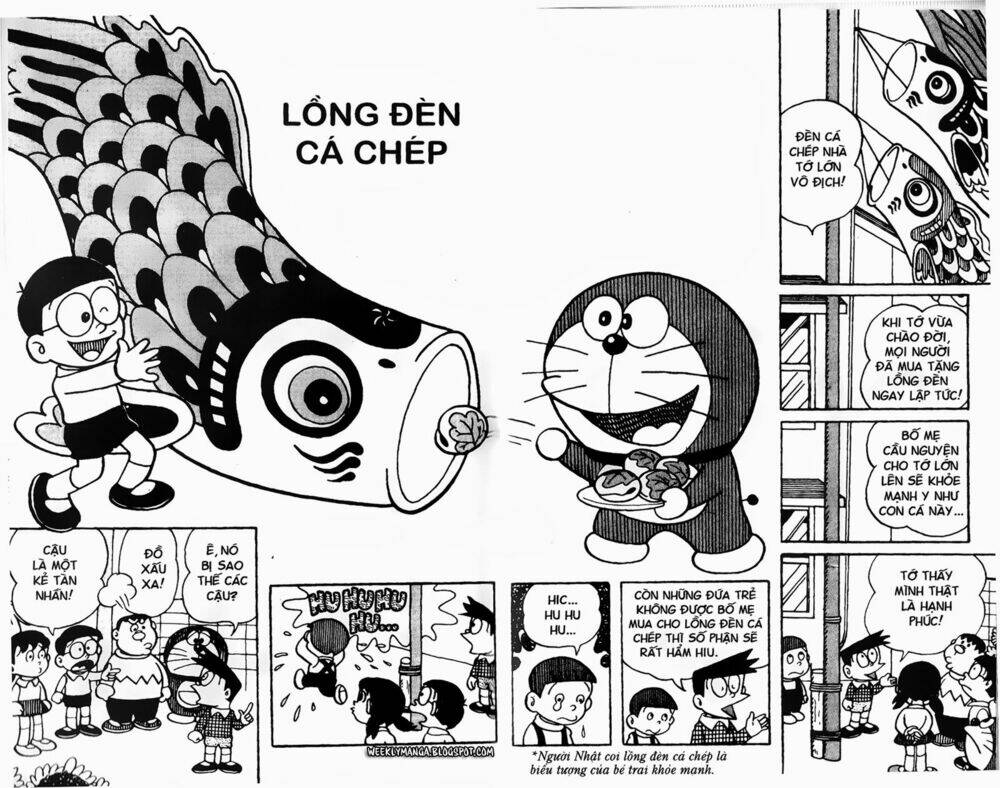 LỒNG ĐÈN
CÁ CHÉP
ĐÈN CÁ
CHÉP NHÀ
TỚ LỚN
VÔ ĐỊCH!
KHI TỚ VỪA
CHÀO ĐỜI,
MỌI NGƯỜI
ĐÃ MUA TẶNG
LỒNG ĐÈN
NGAY LẬP TỨC!
BỐ MẸ
CẦU NGUYỆN
CHO TỚ LỚN
LÊN SẼ KHỎE
MẠNH Y NHƯ
CON CÁ NÀY...
TỚ THẤY
MÌNH THẬT
LÀ HẠNH
PHÚC!
CÒN NHỮNG ĐỨA TRẺ
KHÔNG ĐƯỢC BỐ MẸ
MUA CHO LỒNG ĐÈN CÁ
CHÉP THÌ SỐ PHẬN SẼ
RẤT HẨM HIU.
HIC...
HU HU
HU...
*Người Nhật coi lồng đèn cá chép là
biểu tượng của bé trai khỏe mạnh.
HU HU HU
HU...
WEEKLYMANGA.BLOGSPOT.COM
Ê, NÓ
BỊ SAO
THẾ CÁC
CẬU?
ĐỒ
XẤU
XA!
CẬU
LÀ MỘT
KẺ TÀN
NHẪN!